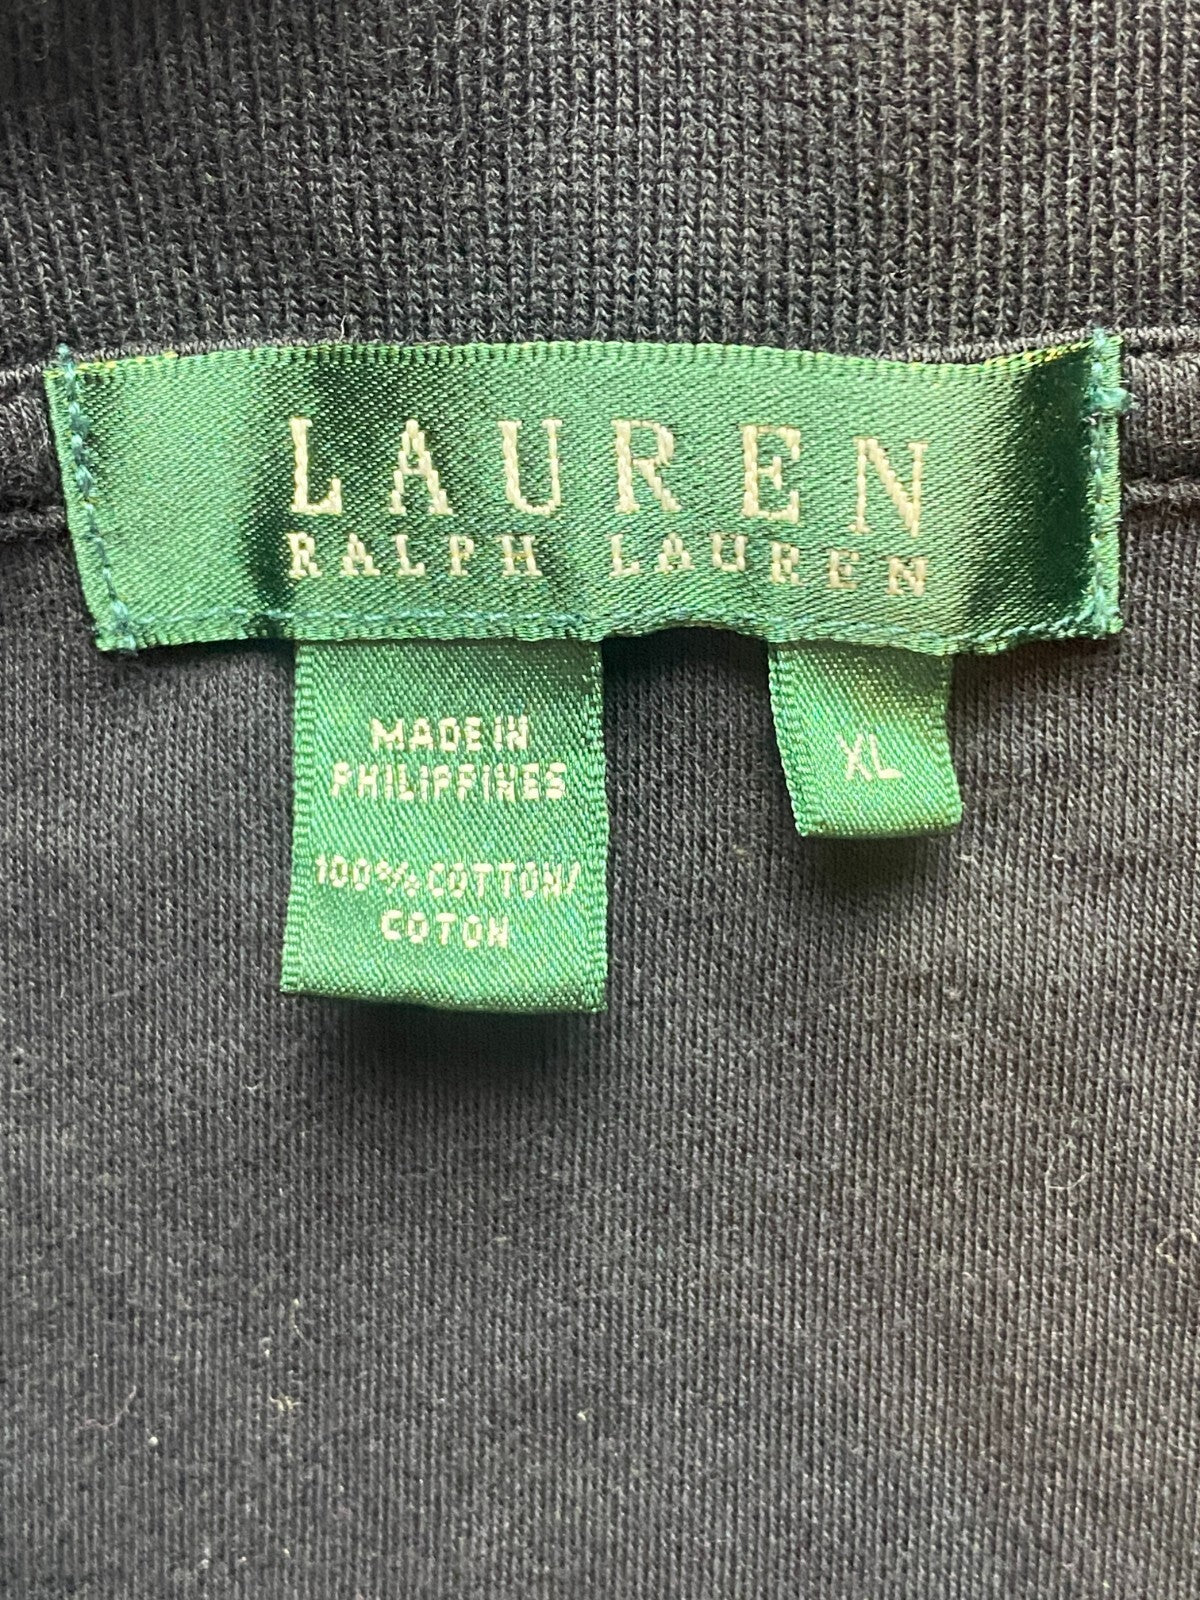 LAUREN
RALPH LAUREN
MADE IN
PHILIPPINES
100% COTTON/
COTON
XL